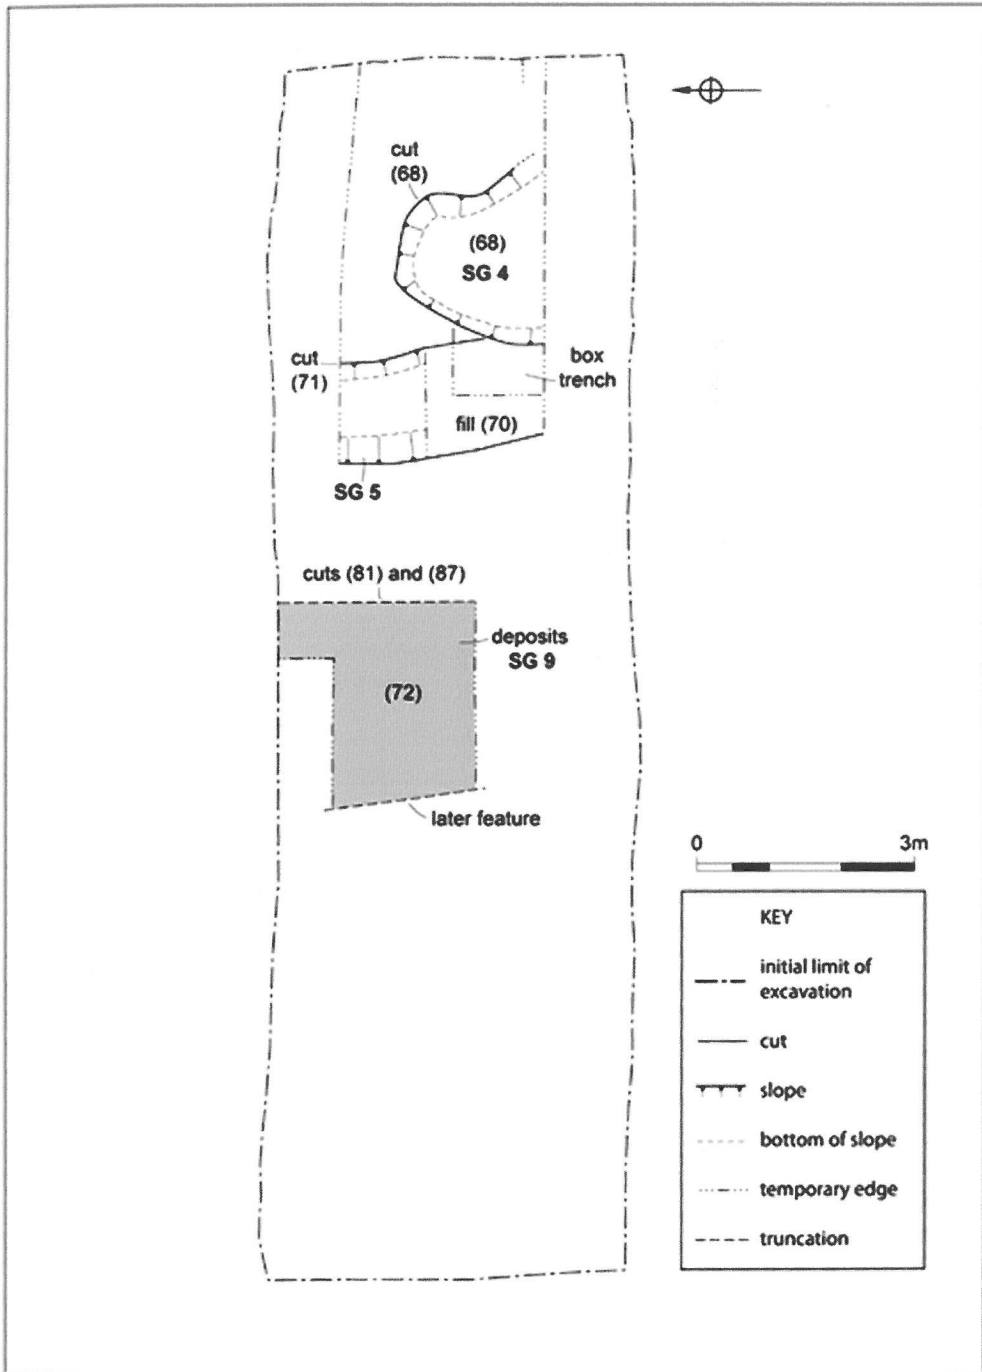 cut
(68)
(68)
SG 4
cut
(71)
box
trench
fill (70)
SG 5
cuts (81) and (87)
deposits
SG 9
(72)
later feature
0 3m
KEY
initial limit of
excavation
cut
slope
bottom of slope
temporary edge
truncation